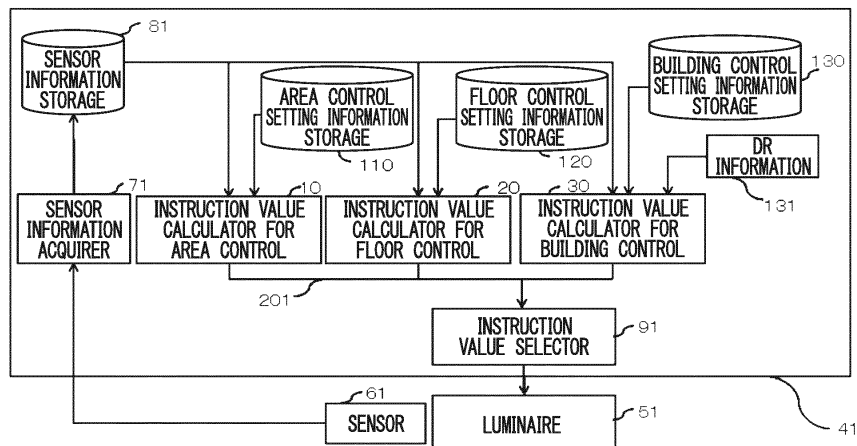 81
SENSOR
INFORMATION
STORAGE
AREA CONTROL
SETTING INFORMATION
STORAGE
110
FLOOR CONTROL
SETTING INFORMATION
STORAGE
120
BUILDING CONTROL
SETTING INFORMATION
STORAGE
130
DR
INFORMATION
131
71
SENSOR
INFORMATION
ACQUIRER
10
INSTRUCTION VALUE
CALCULATOR FOR
AREA CONTROL
20
INSTRUCTION VALUE
CALCULATOR FOR
FLOOR CONTROL
30
INSTRUCTION VALUE
CALCULATOR FOR
BUILDING CONTROL
201
INSTRUCTION
VALUE SELECTOR
91
61
SENSOR
LUMINAIRE
51
41